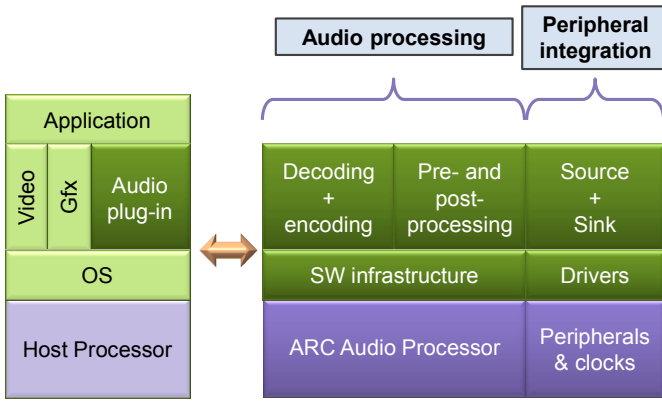 Audio processing
Peripheral
integration
Application
Video
Gfx
Audio
plug-in
OS
Host Processor
Decoding
+
encoding
Pre- and
post-
processing
Source
+
Sink
SW infrastructure
Drivers
ARC Audio Processor
Peripherals
& clocks